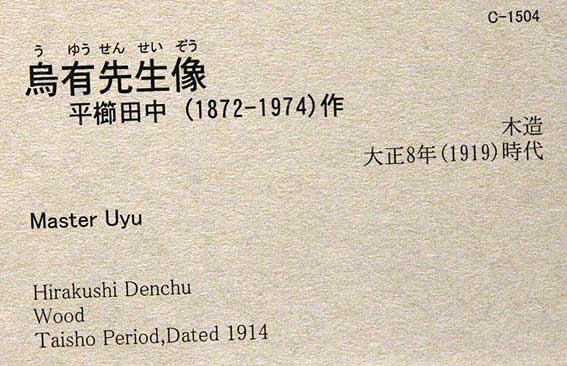 C-1504
う ゆう せん せい ぞう
烏有先生像
平櫛田中 (1872-1974)作
木造
大正8年(1919)時代
Master Uyu
Hirakushi Denchu
Wood
Taisho Period,Dated 1914